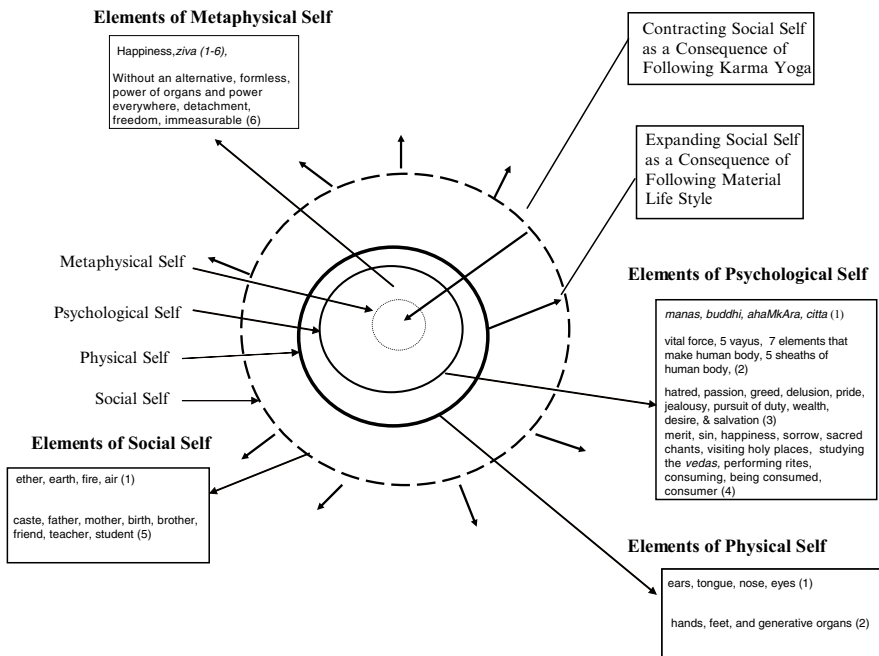 Elements of Metaphysical Self
Happiness,ziva (1-6),
Without an alternative, formless,
power of organs and power
everywhere, detachment,
freedom, immeasurable (6)
Contracting Social Self
as a Consequence of
Following Karma Yoga
Expanding Social Self
as a Consequence of
Following Material
Life Style
Metaphysical Self
Psychological Self
Physical Self
Social Self
Elements of Psychological Self
manas, buddhi, ahaMkAra, citta (1)
vital force, 5 vayus, 7 elements that
make human body, 5 sheaths of
human body, (2)
hatred, passion, greed, delusion, pride,
jealousy, pursuit of duty, wealth,
desire, & salvation (3)
merit, sin, happiness, sorrow, sacred
chants, visiting holy places, studying
the vedas, performing rites,
consuming, being consumed,
consumer (4)
Elements of Social Self
ether, earth, fire, air (1)
caste, father, mother, birth, brother,
friend, teacher, student (5)
Elements of Physical Self
ears, tongue, nose, eyes (1)
hands, feet, and generative organs (2)